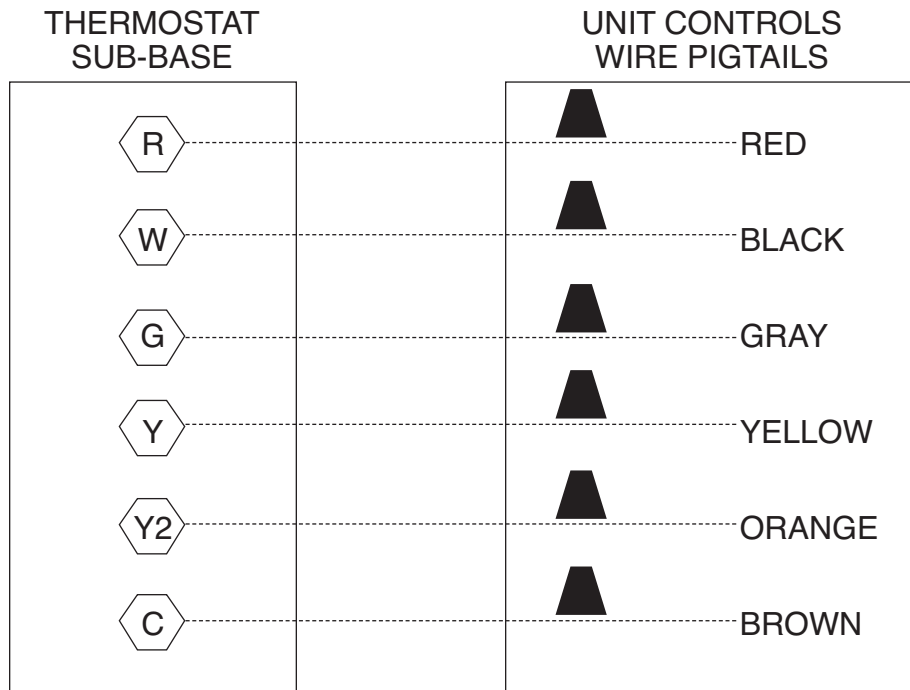 THERMOSTAT
SUB-BASE
UNIT CONTROLS
WIRE PIGTAILS
R
RED
W
BLACK
G
GRAY
Y
YELLOW
Y2
ORANGE
C
BROWN